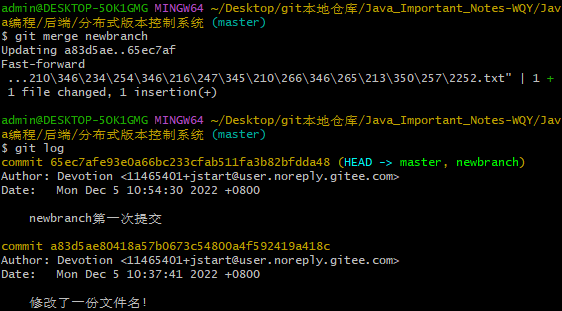 admin@DESKTOP-5OK1GMG MINGW64 ~/Desktop/git本地仓库/Java_Important_Notes-WQY/Jav
a编程/后端/分布式版本控制系统 (master)
$ git merge newbranch
Updating a83d5ae..65ec7af
Fast-forward
 ...210\346\234\254\346\216\247\345\210\266\346\265\213\350\257\2252.txt" | 1 +
 1 file changed, 1 insertion(+)
admin@DESKTOP-5OK1GMG MINGW64 ~/Desktop/git本地仓库/Java_Important_Notes-WQY/Jav
a编程/后端/分布式版本控制系统 (master)
$ git log
commit 65ec7afe93e0a66bc233cfab511fa3b82bfdda48 (HEAD -> master, newbranch)
Author: Devotion <11465401+jstart@user.noreply.gitee.com>
Date:   Mon Dec 5 10:54:30 2022 +0800
    newbranch第一次提交
commit a83d5ae80418a57b0673c54800a4f592419a418c
Author: Devotion <11465401+jstart@user.noreply.gitee.com>
Date:   Mon Dec 5 10:37:41 2022 +0800
    修改了一份文件名!